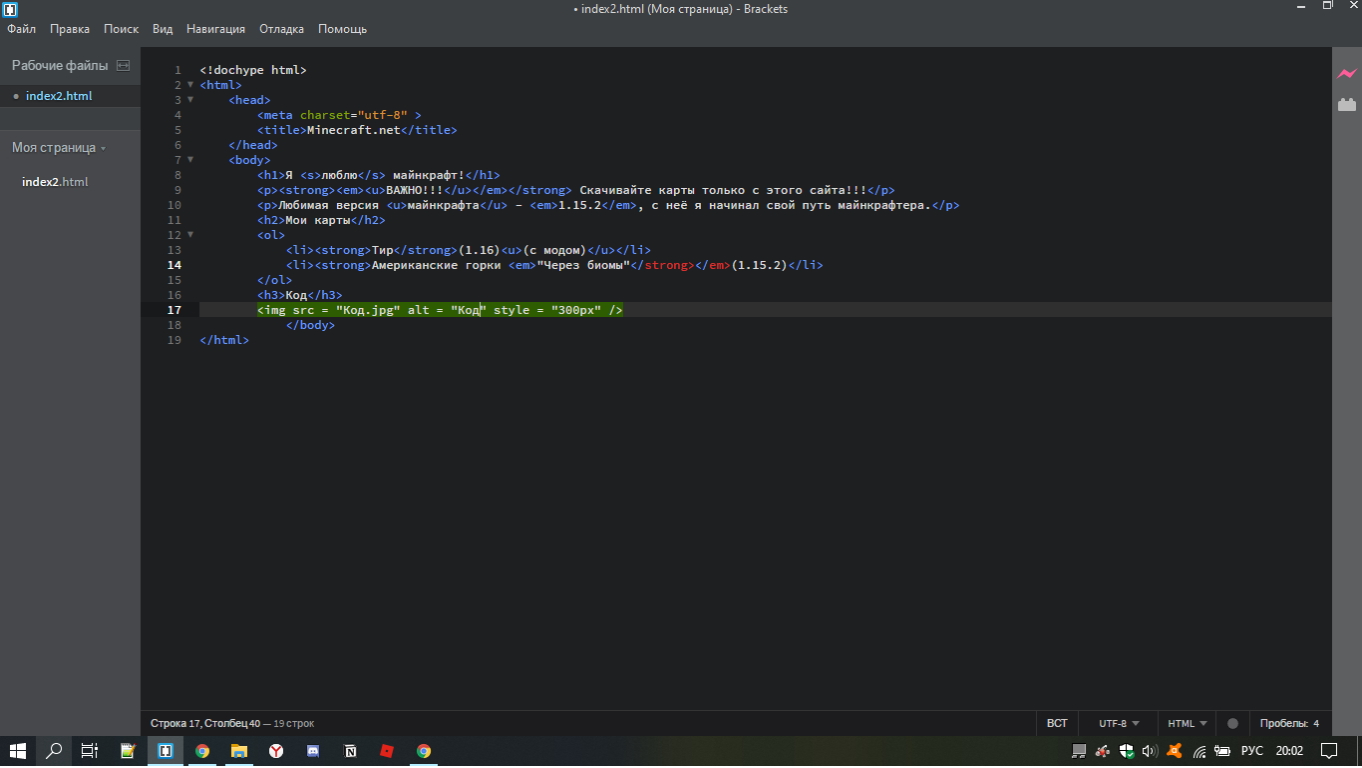 • index2.html (Моя страница) - Brackets
Файл Правка Поиск Вид Навигация Отладка Помощь
Рабочие файлы
• index2.html
Моя страница
index2.html
1 <!dochype html>
2 <html>
3 <head>
4 <meta charset="utf-8" >
5 <title>Minecraft.net</title>
6 </head>
7 <body>
8 <h1>Я <s>люблю</s> майнкрафт!</h1>
9 <p><strong><em><u>ВАЖНО!!!</u></em></strong> Скачивайте карты только с этого сайта!!!</p>
10 <p>Любимая версия <u>майнкрафта</u> - <em>1.15.2</em>, с неё я начинал свой путь майнкрафтера.</p>
11 <h2>Мои карты</h2>
12 <ol>
13 <li><strong>Тир</strong>(1.16)<u>(с модом)</u></li>
14 <li><strong>Американские горки <em>"Через биомы"</strong></em>(1.15.2)</li>
15 </ol>
16 <h3>Код</h3>
17 <img src = "Код.jpg" alt = "Код" style = "300px" />
18 </body>
19 </html>
Строка 17, Столбец 40 — 19 строк
ВСТ UTF-8 HTML Пробелы: 4
РУС 20:02